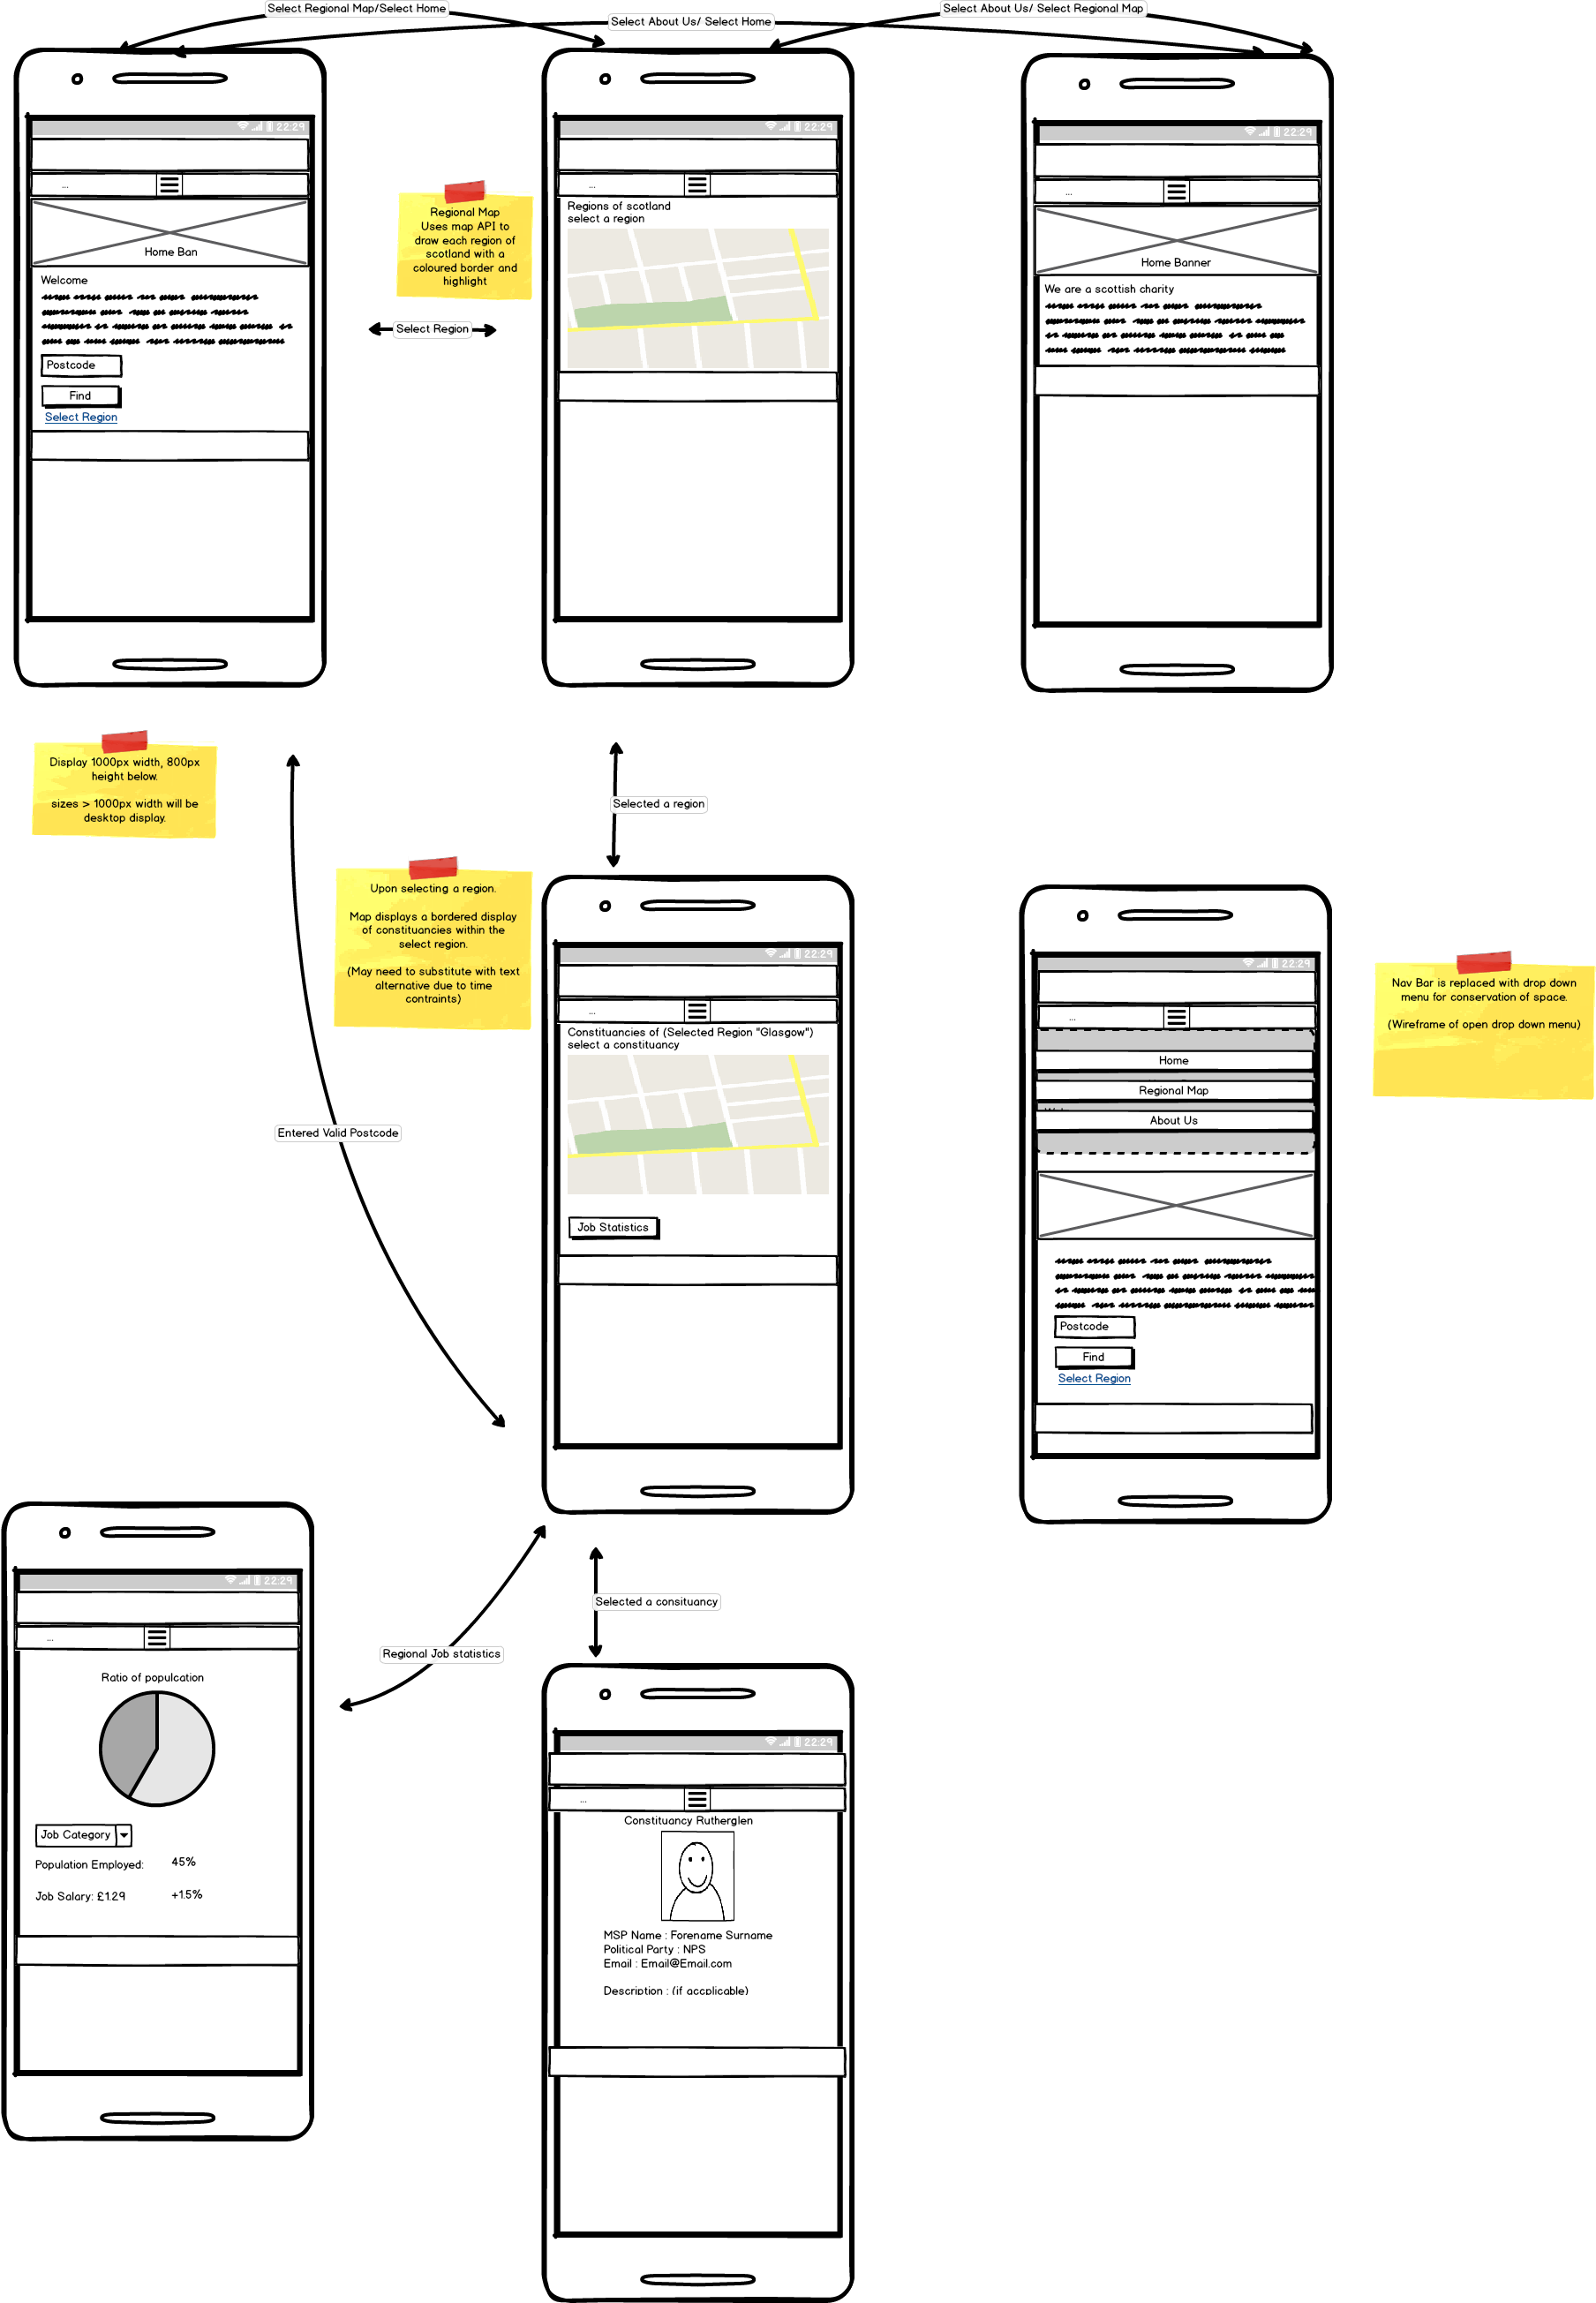 Select Regional Map/Select Home
Select About Us/ Select Home
Select About Us/ Select Regional Map
22:29
...
Home Ban
Welcome
Postcode
Find
Select Region
Regional Map
Uses map API to
draw each region of
scotland with a
coloured border and
highlight
Select Region
22:29
...
Regions of scotland
select a region
22:29
...
Home Banner
We are a scottish charity
Display 1000px width, 800px
height below.
sizes > 1000px width will be
desktop display.
Selected a region
Upon selecting a region.
Map displays a bordered display
of constituancies within the
select region.
(May need to substitute with text
alternative due to time
contraints)
Entered Valid Postcode
22:29
...
Constituancies of (Selected Region "Glasgow")
select a constituancy
Job Statistics
22:29
...
Home
Regional Map
About Us
Postcode
Find
Select Region
Nav Bar is replaced with drop down
menu for conservation of space.
(Wireframe of open drop down menu)
Regional Job statistics
Selected a consituancy
22:29
...
Ratio of populcation
Job Category
Population Employed: 45%
Job Salary: £1.29 +1.5%
22:29
...
Constituancy Rutherglen
MSP Name : Forename Surname
Political Party : NPS
Email : Email@Email.com
Description : (if accplicable)